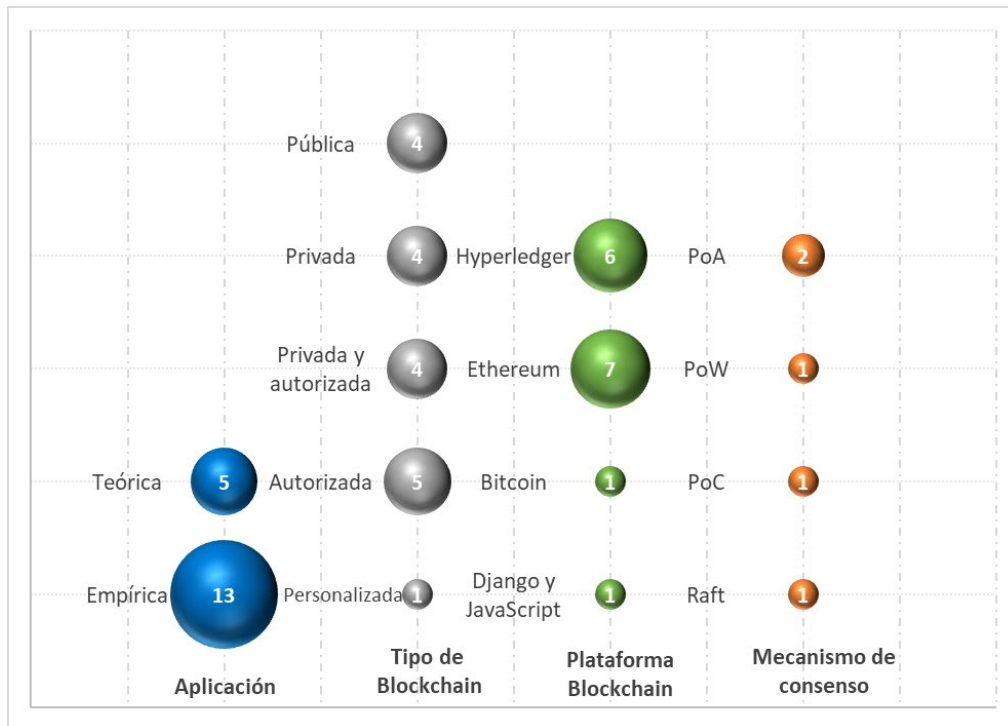 Pública
4
Privada
4
Hyperledger
6
PoA
2
Privada y
autorizada
4
Ethereum
7
PoW
1
Teórica
5
Autorizada
5
Bitcoin
1
PoC
1
Empírica
13
Personalizada
1
Django y
JavaScript
1
Raft
1
Aplicación
Tipo de
Blockchain
Plataforma
Blockchain
Mecanismo de
consenso